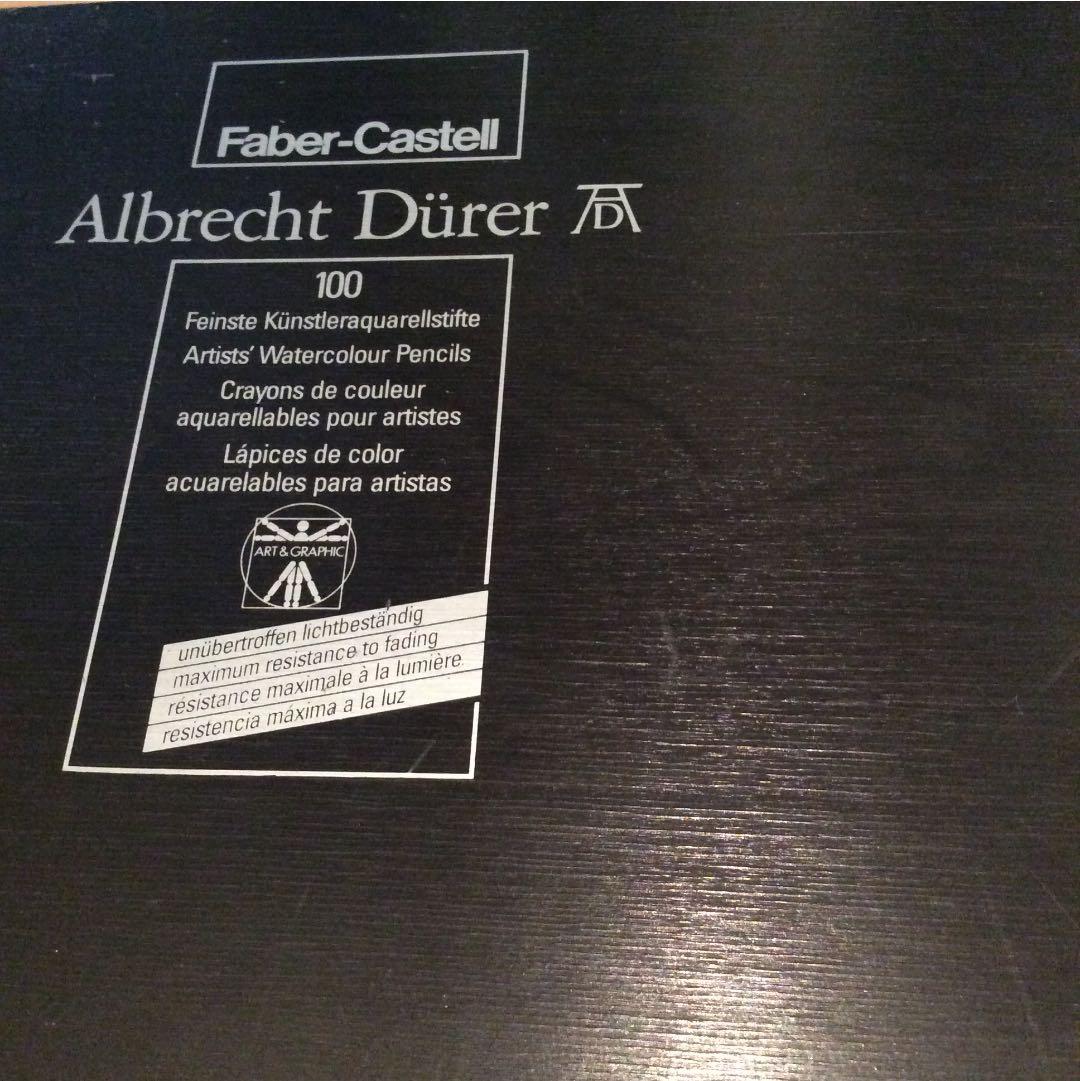 Faber-Castell
Albrecht Dürer AD
100
Feinste Künstleraquarellstifte
Artists' Watercolour Pencils
Crayons de couleur
aquarellables pour artistes
Lápices de color
acuarelables para artistas
ART & GRAPHIC
unübertroffen lichtbeständig
maximum resistance to fading
résistance maximale à la lumière
resistencia máxima a la luz